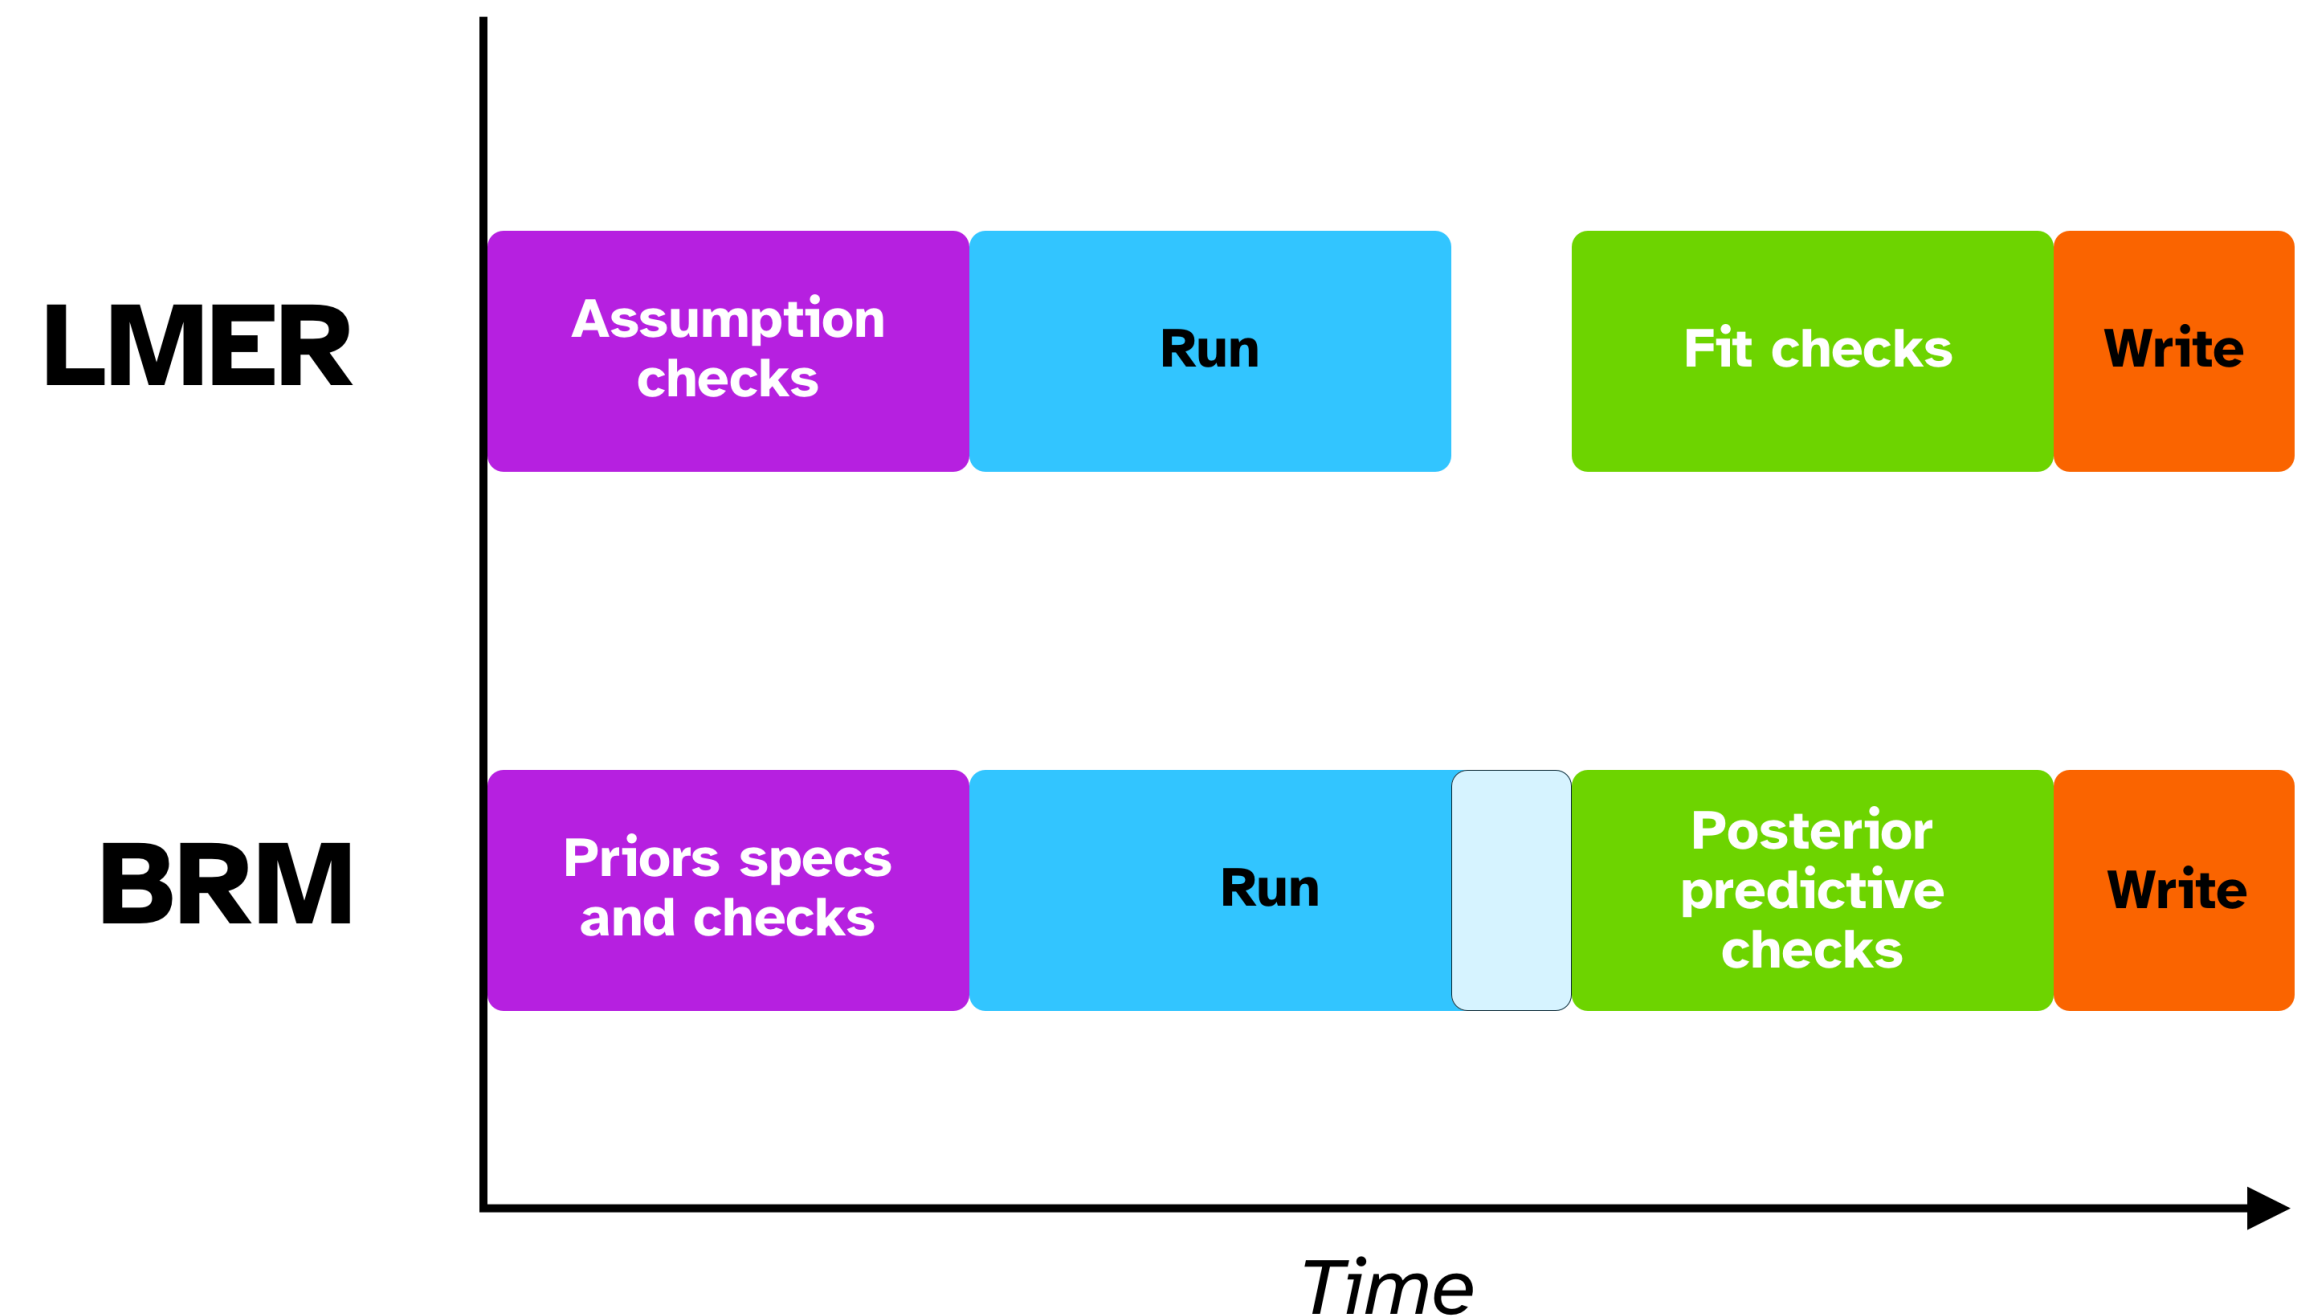 LMER
Assumption
checks
Run
Fit checks
Write
BRM
Priors specs
and checks
Run
Posterior
predictive
checks
Write
Time